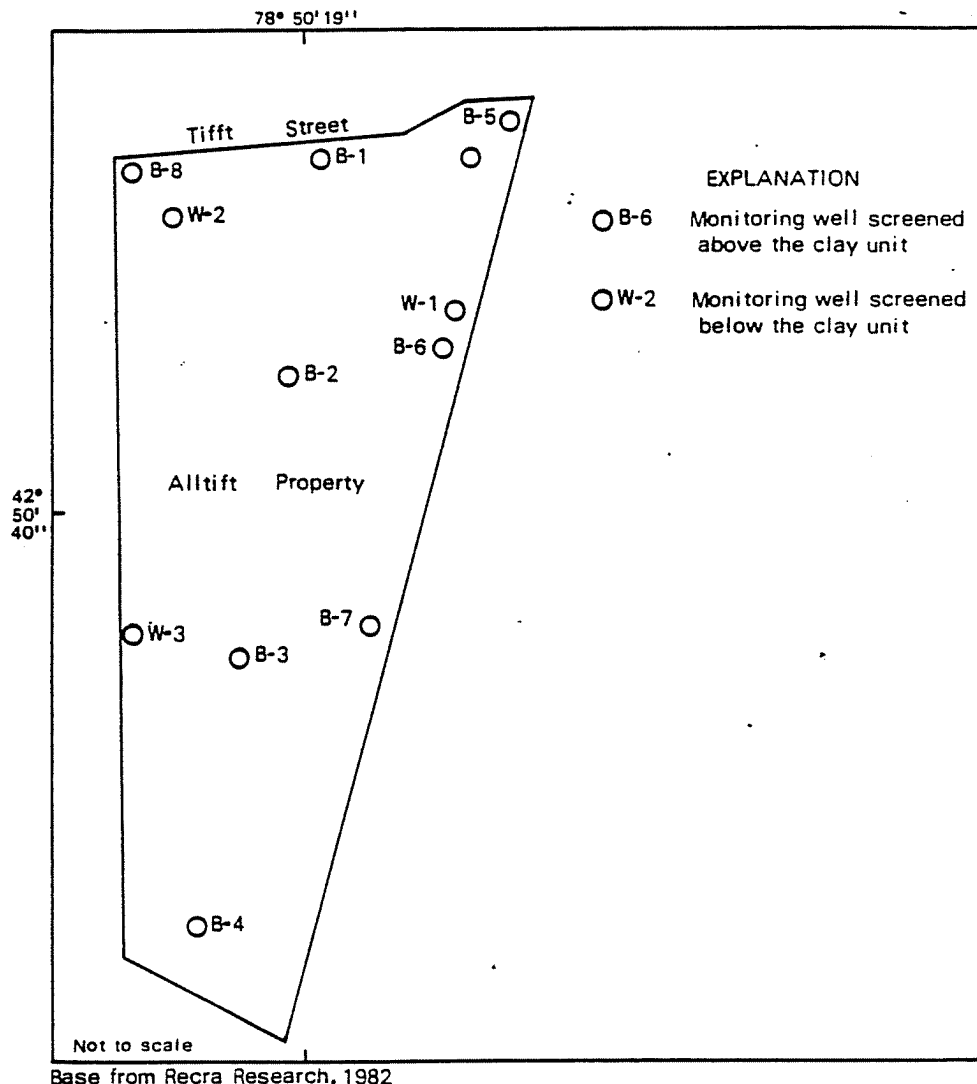 78° 50' 19"
Tifft Street
B-5
B-8
B-1
W-2
EXPLANATION
B-6 Monitoring well screened
above the clay unit
W-2 Monitoring well screened
below the clay unit
W-1
B-6
B-2
Alltift Property
42°
50'
40"
W-3
B-7
B-3
B-4
Not to scale
Base from Recra Research, 1982